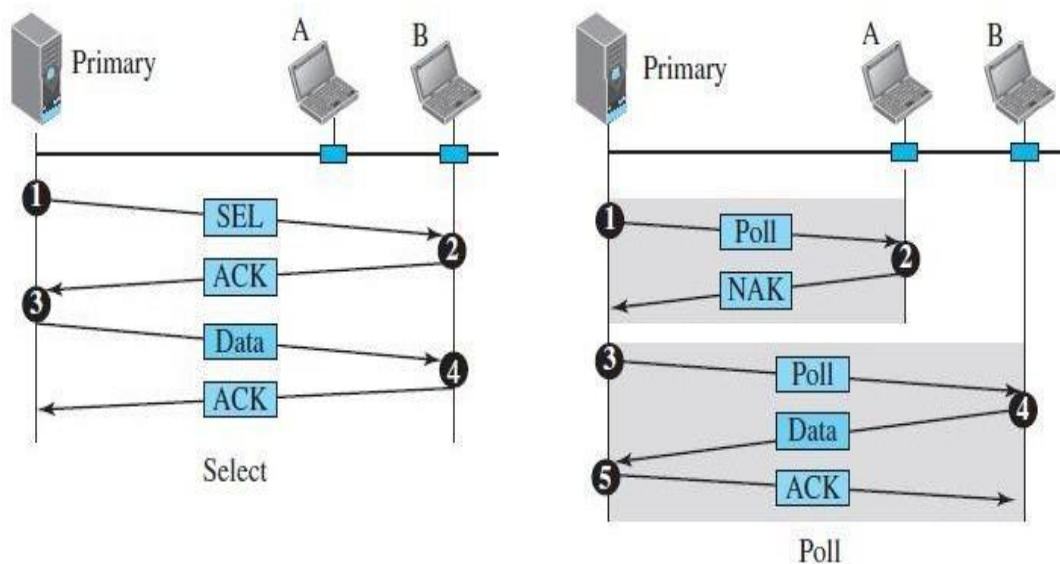 Primary
A
B
1
SEL
2
ACK
3
Data
4
ACK
Select
Primary
A
B
1
Poll
2
NAK
3
Poll
4
Data
5
ACK
Poll